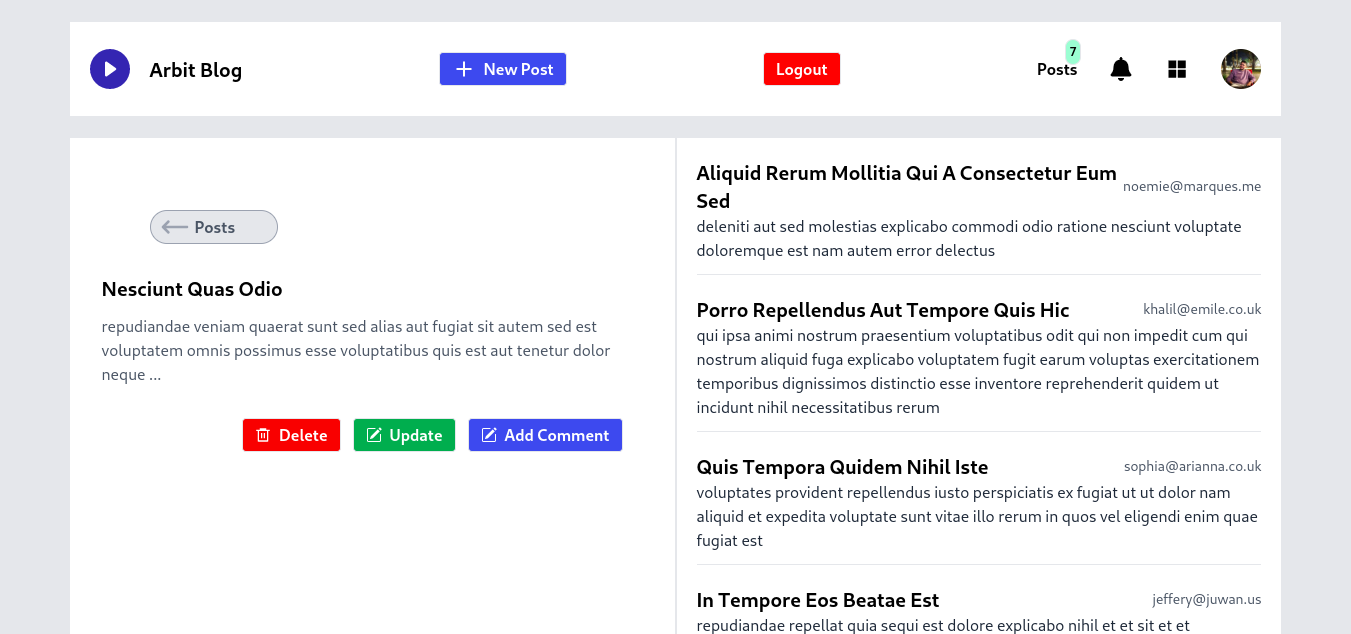 Arbit Blog
New Post
Logout
7
Posts
Posts
Nesciunt Quas Odio
repudiandae veniam quaerat sunt sed alias aut fugiat sit autem sed est
voluptatem omnis possimus esse voluptatibus quis est aut tenetur dolor
neque ...
Delete
Update
Add Comment
Aliquid Rerum Mollitia Qui A Consectetur Eum
Sed
noemie@marques.me
deleniti aut sed molestias explicabo commodi odio ratione nesciunt voluptate
doloremque est nam autem error delectus
Porro Repellendus Aut Tempore Quis Hic
khalil@emile.co.uk
qui ipsa animi nostrum praesentium voluptatibus odit qui non impedit cum qui
nostrum aliquid fuga explicabo voluptatem fugit earum voluptas exercitationem
temporibus dignissimos distinctio esse inventore reprehenderit quidem ut
incidunt nihil necessitatibus rerum
Quis Tempora Quidem Nihil Iste
sophia@arianna.co.uk
voluptates provident repellendus iusto perspiciatis ex fugiat ut ut dolor nam
aliquid et expedita voluptate sunt vitae illo rerum in quos vel eligendi enim quae
fugiat est
In Tempore Eos Beatae Est
jeffery@juwan.us
repudiandae repellat quia sequi est dolore explicabo nihil et et sit et et